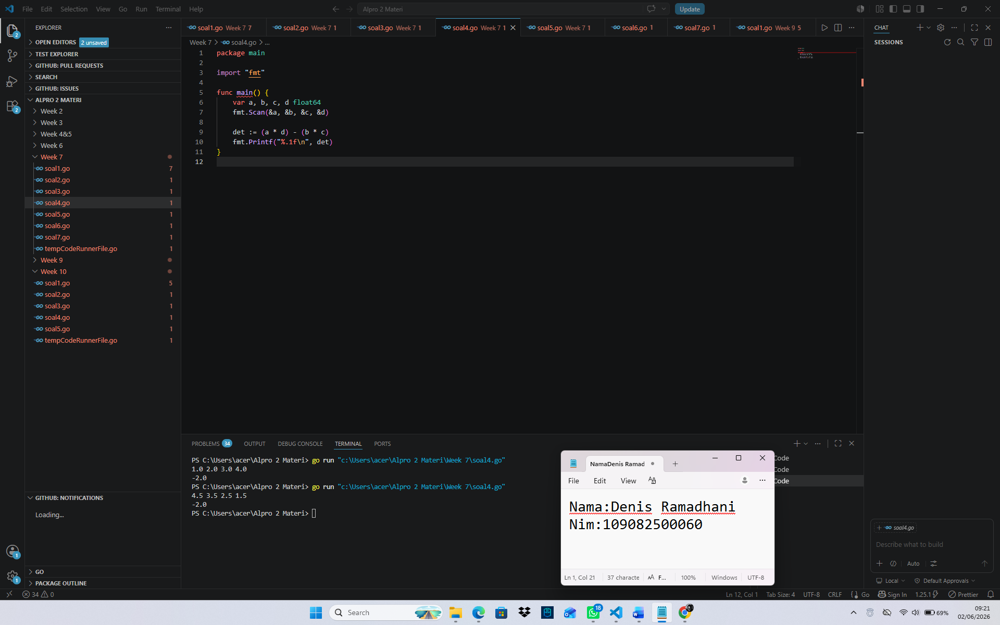 File Edit Selection View Go Run Terminal Help
Alpro 2 Materi
Update
EXPLORER
OPEN EDITORS 2 unsaved
TEST EXPLORER
GITHUB: PULL REQUESTS
SEARCH
GITHUB: ISSUES
ALPRO 2 MATERI
Week 2
Week 3
Week 4&5
Week 6
Week 7
soal1.go 7
soal2.go 1
soal3.go 1
soal4.go 1
soal5.go 1
soal6.go 1
soal7.go 1
tempCodeRunnerFile.go 1
Week 9
Week 10
soal1.go 5
soal2.go 1
soal3.go 1
soal4.go 1
soal5.go 1
tempCodeRunnerFile.go 1
GITHUB: NOTIFICATIONS
Loading...
GO
PACKAGE OUTLINE
2
2
1
1
soal1.go Week 7 7 soal2.go Week 7 1 soal3.go Week 7 1 soal4.go Week 7 1 soal5.go Week 7 1 soal6.go 1 soal7.go 1 soal1.go Week 9 5
Week 7 > soal4.go > ...
1 package main
2
3 import "fmt"
4
5 func main() {
6 var a, b, c, d float64
7 fmt.Scan(&a, &b, &c, &d)
8
9 det := (a * d) - (b * c)
10 fmt.Printf("%.1f\n", det)
11 }
12
PROBLEMS 34 OUTPUT DEBUG CONSOLE TERMINAL PORTS
PS C:\Users\acer\Alpro 2 Materi> go run "c:\Users\acer\Alpro 2 Materi\Week 7\soal4.go"
1.0 2.0 3.0 4.0
-2.0
PS C:\Users\acer\Alpro 2 Materi> go run "c:\Users\acer\Alpro 2 Materi\Week 7\soal4.go"
4.5 3.5 2.5 1.5
-2.0
PS C:\Users\acer\Alpro 2 Materi>
Code
Code
Code
NamaDenis Ramad
File Edit View
Nama:Denis Ramadhani
Nim:109082500060
Ln 1, Col 21 37 characte F... 100% Windows UTF-8
CHAT
SESSIONS
soal4.go
Describe what to build
Auto
Local Default Approvals
34 0
Ln 12, Col 1 Tab Size: 4 UTF-8 CRLF Go Sign In 1.25.1 Prettier
Search
18
69%
09:21
02/06/2026